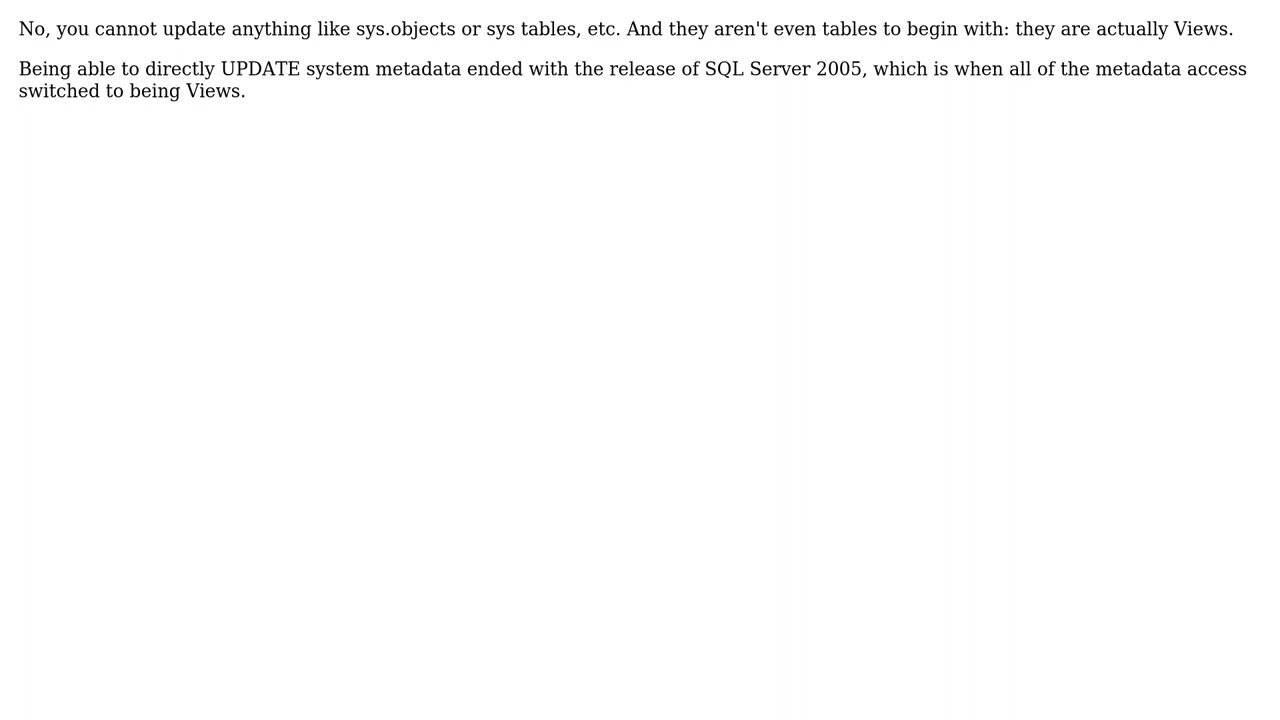 No, you cannot update anything like sys.objects or sys tables, etc. And they aren't even tables to begin with: they are actually Views.
Being able to directly UPDATE system metadata ended with the release of SQL Server 2005, which is when all of the metadata access
switched to being Views.